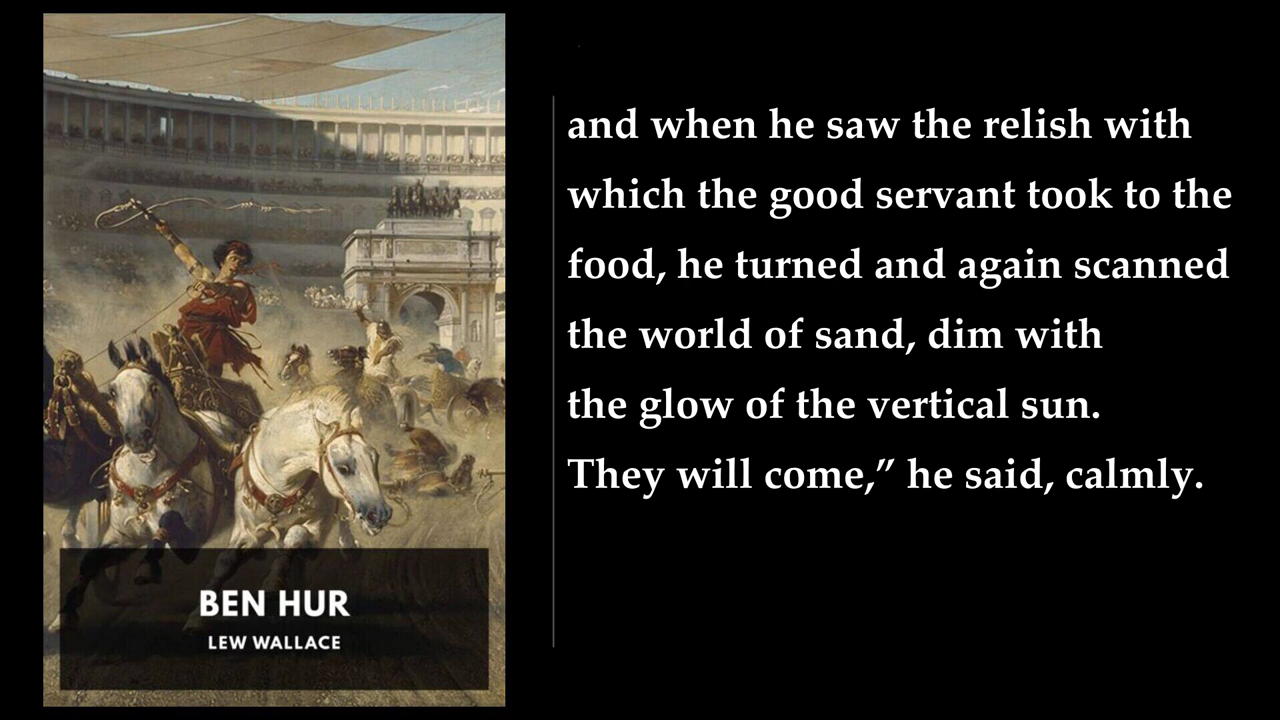 BEN HUR
LEW WALLACE
and when he saw the relish with
which the good servant took to the
food, he turned and again scanned
the world of sand, dim with
the glow of the vertical sun.
They will come,” he said, calmly.